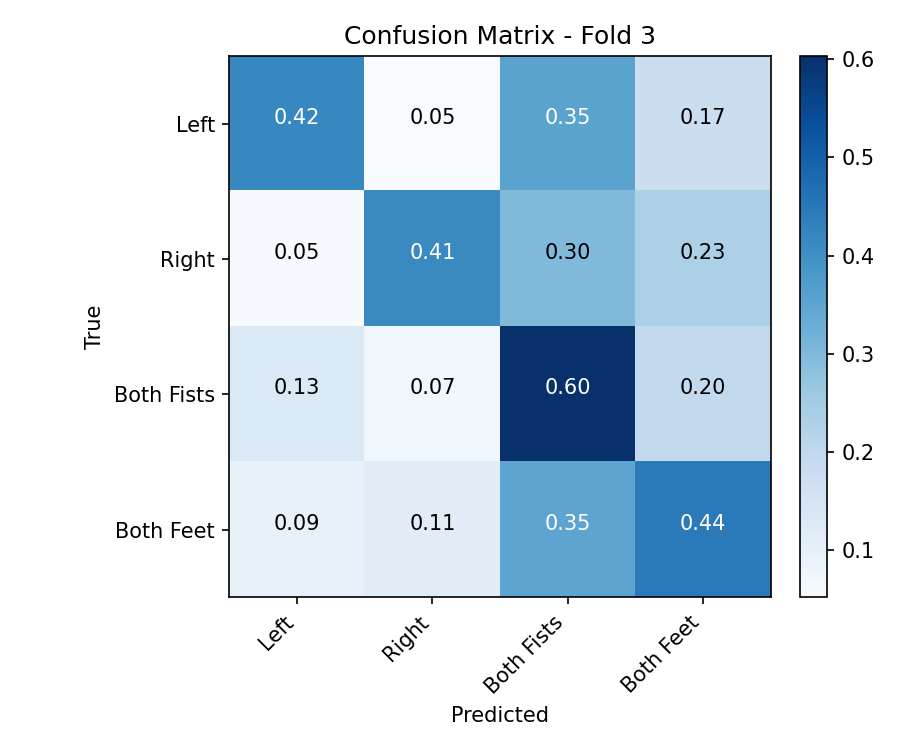 Confusion Matrix - Fold 3
Left 0.42 0.05 0.35 0.17
Right 0.05 0.41 0.30 0.23
Both Fists 0.13 0.07 0.60 0.20
Both Feet 0.09 0.11 0.35 0.44
True
Left Right Both Fists Both Feet
Predicted
0.6
0.5
0.4
0.3
0.2
0.1